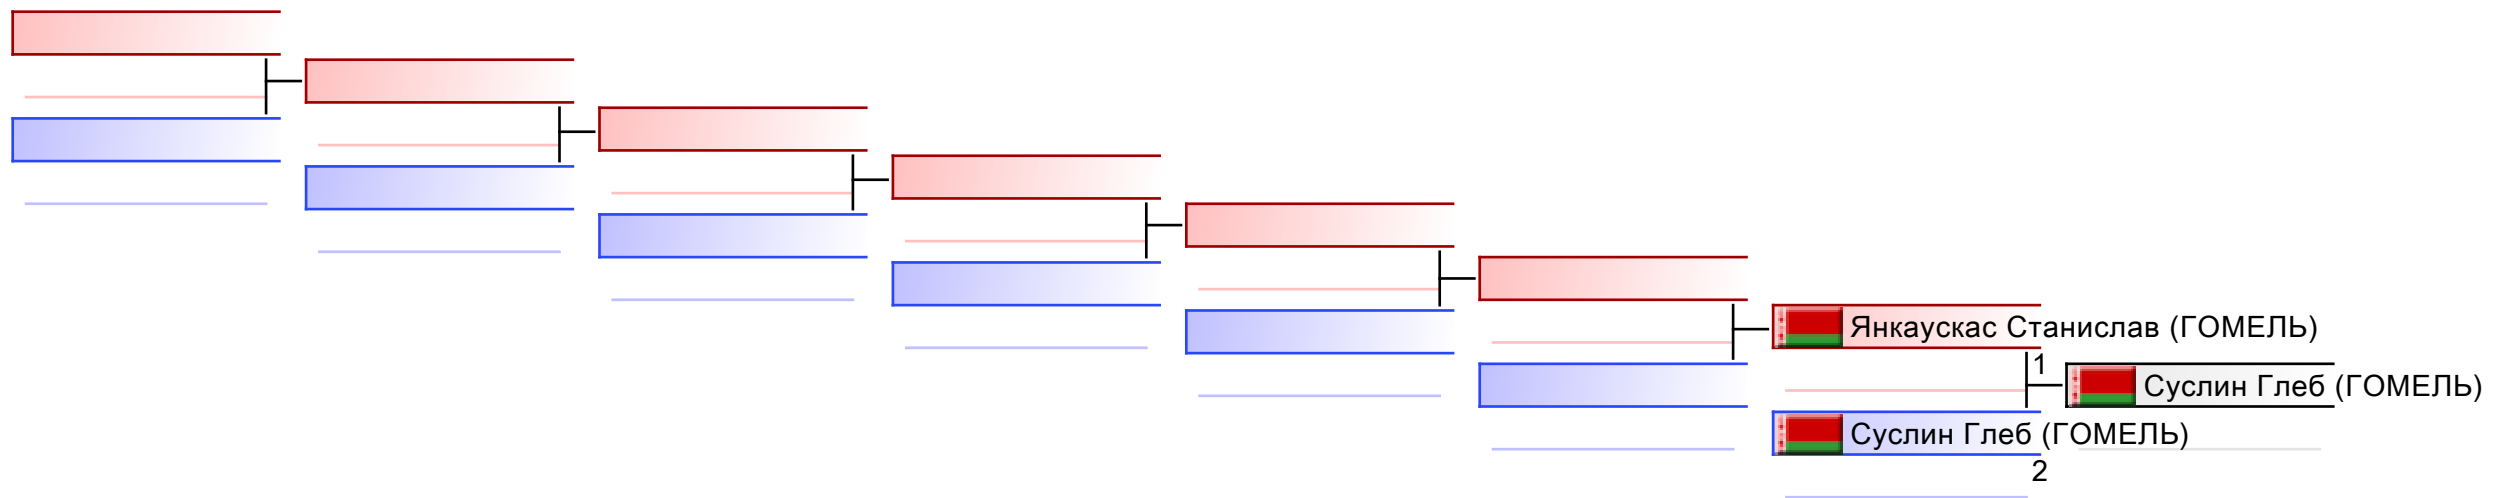 Янкаускас Станислав (ГОМЕЛЬ)
1
Суслин Глеб (ГОМЕЛЬ)
Суслин Глеб (ГОМЕЛЬ)
2